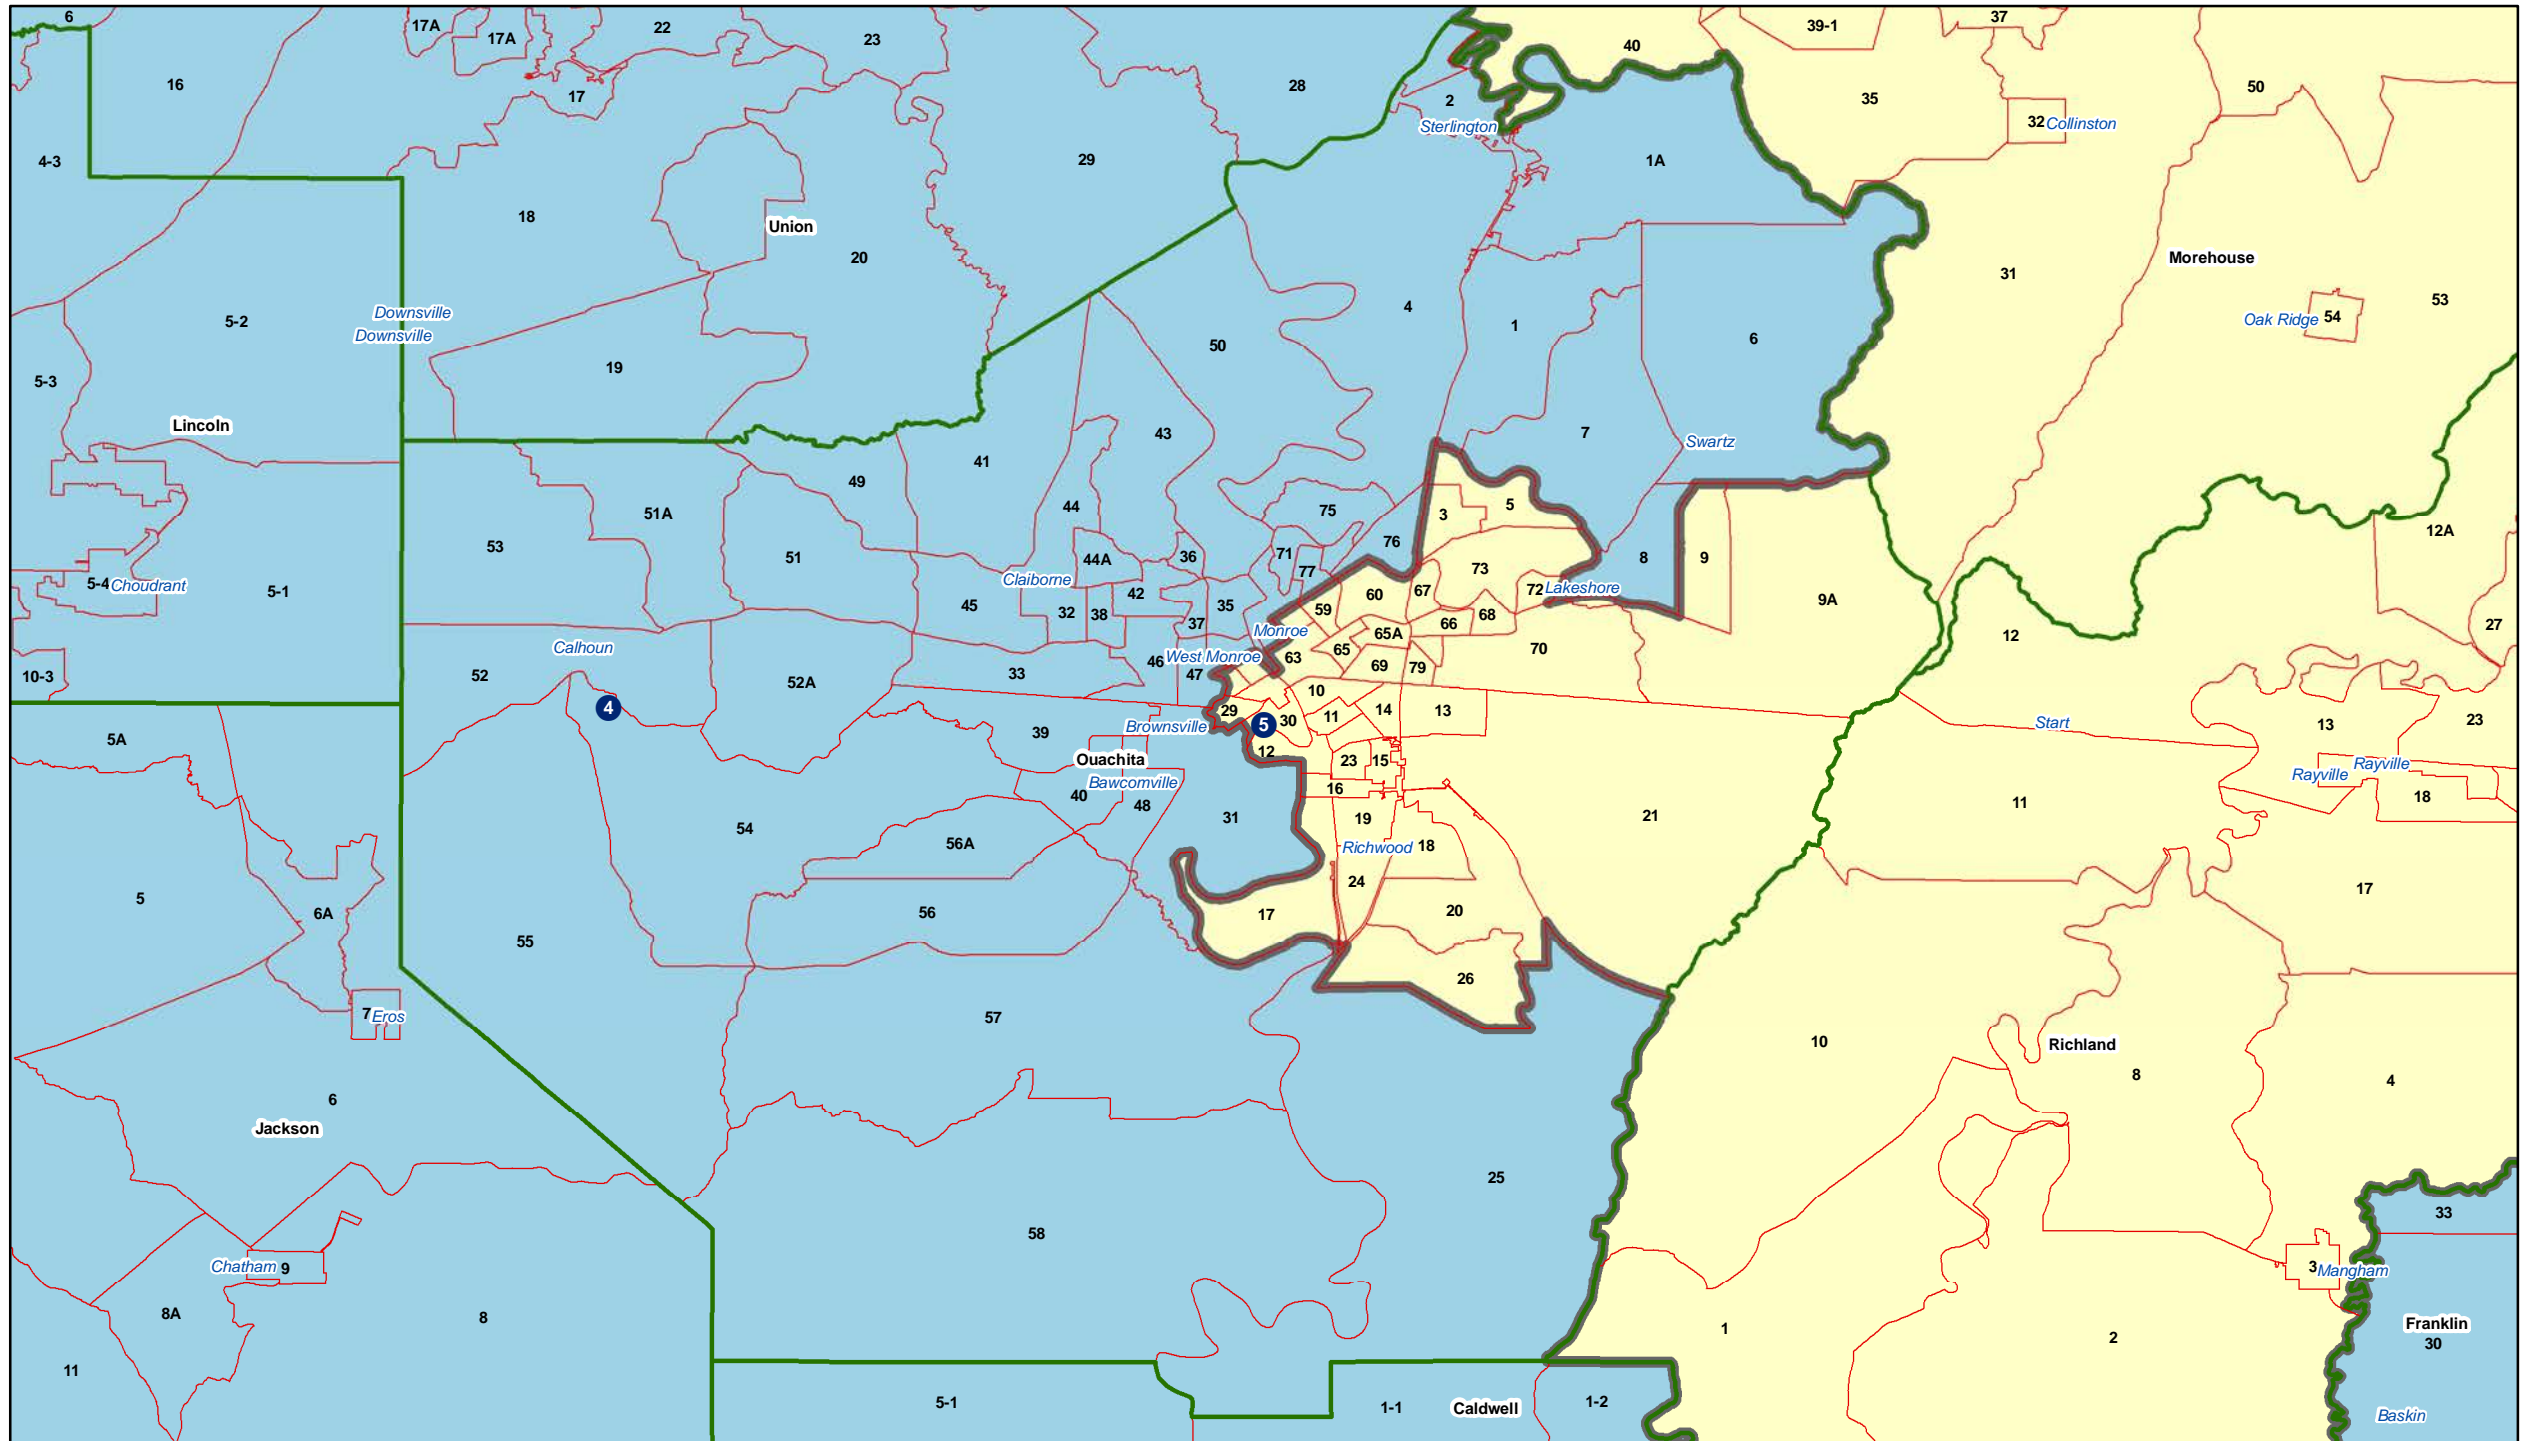 6
17A
17A
22
23
28
40
39-1
37
16
17
2
Sterlington
35
32
Collinston
50
4-3
29
1A
18
Union
20
Morehouse
31
53
54
Oak Ridge
5-2
Downsville
Downsville
4
1
6
50
5-3
19
Lincoln
43
7
Swartz
41
49
44
51A
75
3
5
12A
53
51
44A
36
71
77
76
73
8
9
Claiborne
5-4
Choudrant
5-1
45
32
38
42
35
37
59
60
67
72
Lakeshore
9A
66
68
27
Monroe
65A
12
Calhoun
46
West Monroe
47
63
65
69
79
70
10-3
52
52A
33
10
4
29
30
11
14
13
Start
13
23
5A
39
Brownsville
5
12
Ouachita
23
15
Rayville
Rayville
Bawcomville
40
48
16
18
54
31
19
21
11
56A
Richwood
18
5
6A
24
17
55
56
17
20
26
7
Eros
57
10
Richland
8
4
6
Jackson
25
58
33
Chatham
9
3
Mangham
8A
8
1
2
Franklin
30
11
5-1
1-1
Caldwell
1-2
Baskin